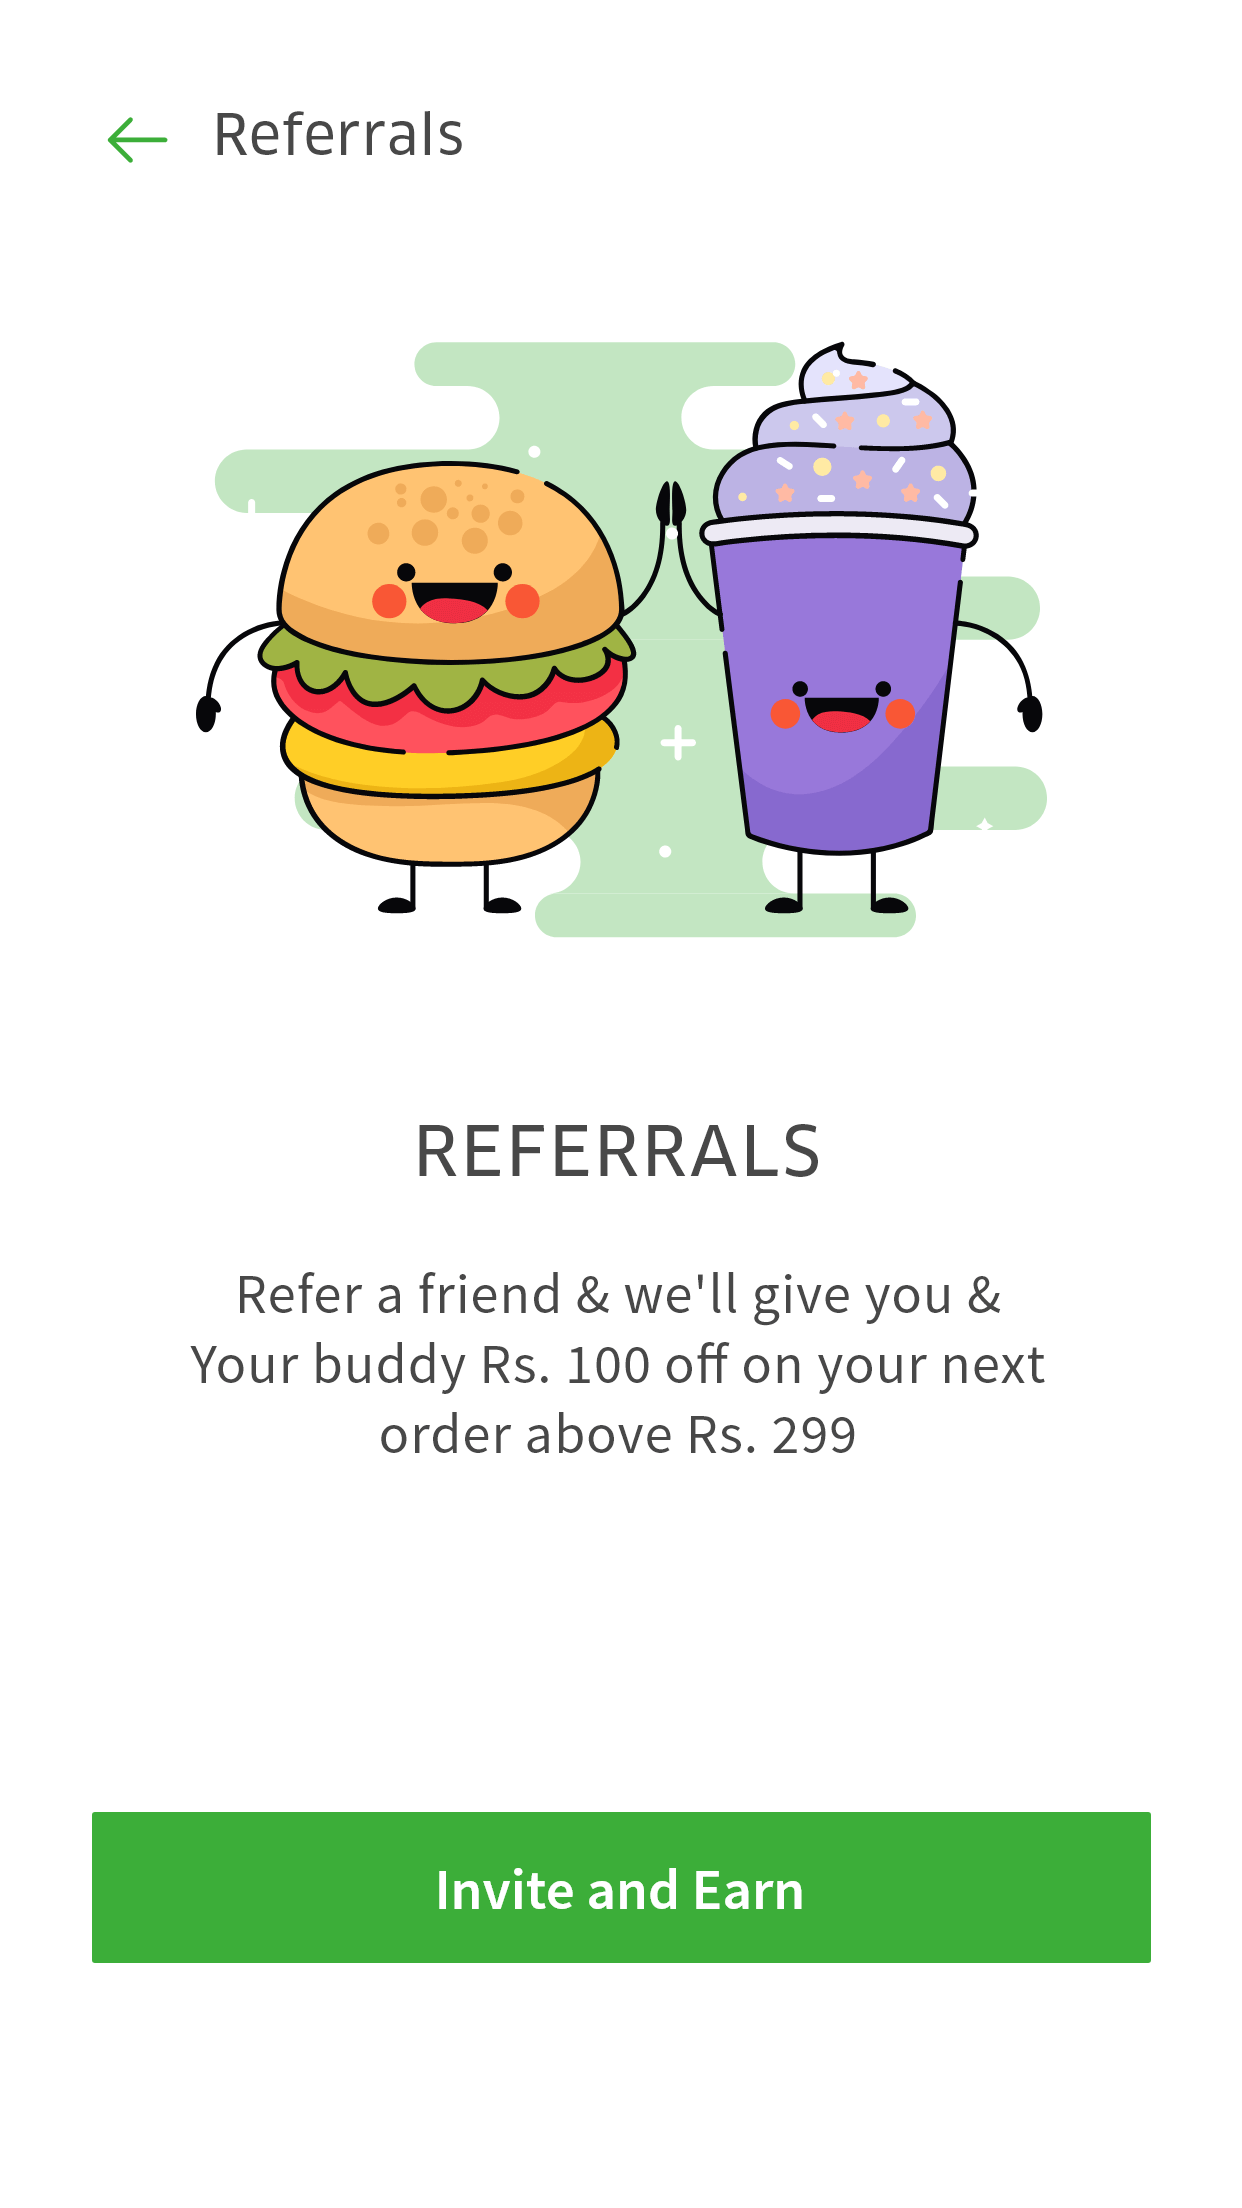 Referrals
REFERRALS
Refer a friend & we'll give you &
Your buddy Rs. 100 off on your next
order above Rs. 299
Invite and Earn